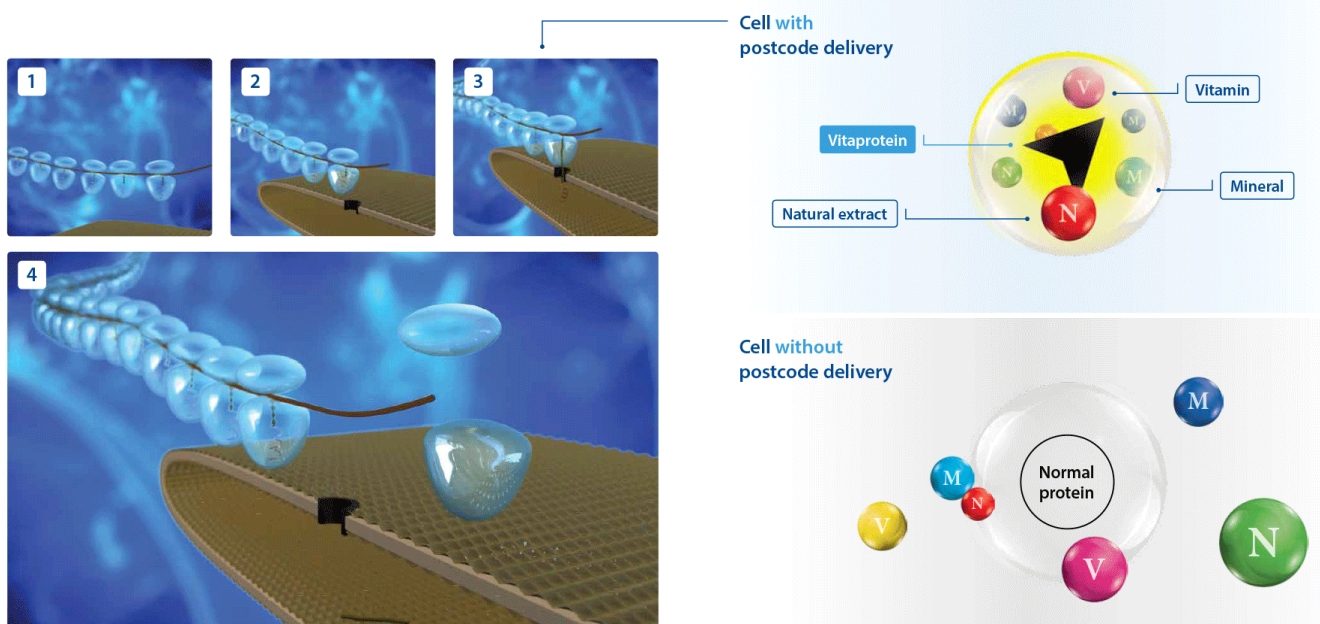 1
2
3
4
Cell with
postcode delivery
V
Vitamin
M
M
Vitaprotein
N
M
Mineral
Natural extract
N
Cell without
postcode delivery
M
Normal
protein
M
N
V
N
V